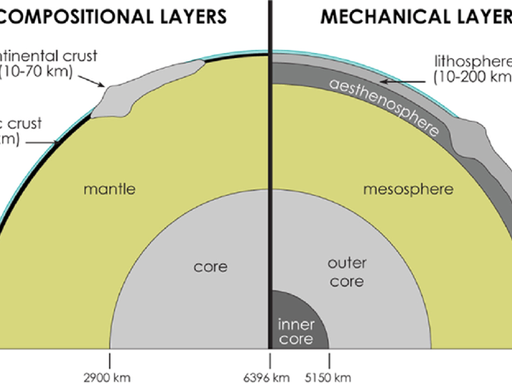 COMPOSITIONAL LAYERS
MECHANICAL LAYER
ntinental crust
(10-70 km)
lithosphere
(10-200 km
aesthenosphere
c crust
km)
mantle
mesosphere
core
outer
core
inner
core
2900 km
6396 km
5150 km